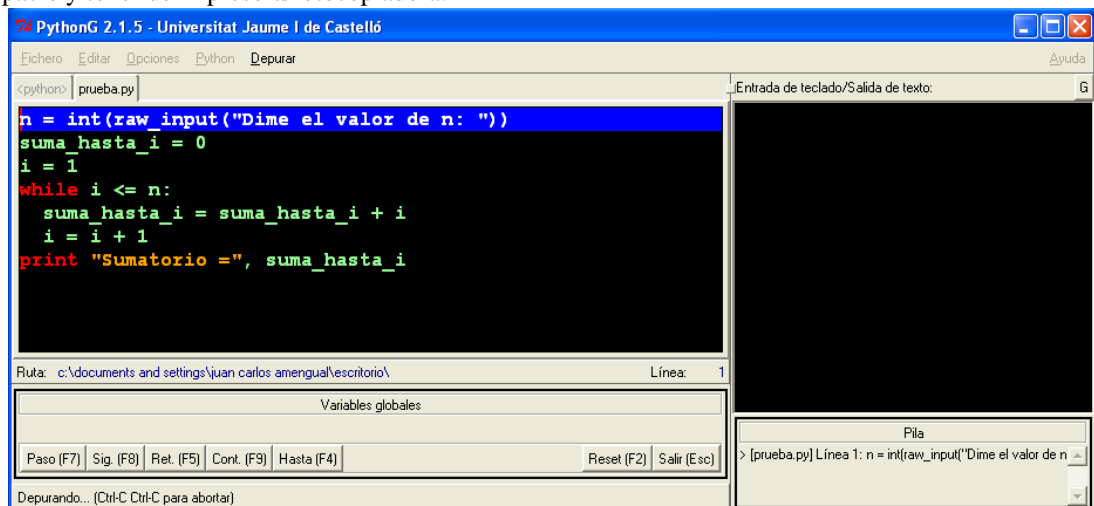 PythonG 2.1.5 - Universitat Jaume I de Castelló
Fichero Editar Opciones Python Depurar Ayuda
<python> prueba.py
n = int(raw_input("Dime el valor de n: "))
suma_hasta_i = 0
i = 1
while i <= n:
  suma_hasta_i = suma_hasta_i + i
  i = i + 1
print "Sumatorio =", suma_hasta_i
Ruta: c:\documents and settings\juan carlos amengual\escritorio\ Línea: 1
Variables globales
Paso (F7) Sig. (F8) Ret. (F5) Cont. (F9) Hasta (F4) Reset (F2) Salir (Esc)
Depurando... (Ctrl-C Ctrl-C para abortar)
Entrada de teclado/Salida de texto: G
Pila
> [prueba.py] Línea 1: n = int(raw_input("Dime el valor de n